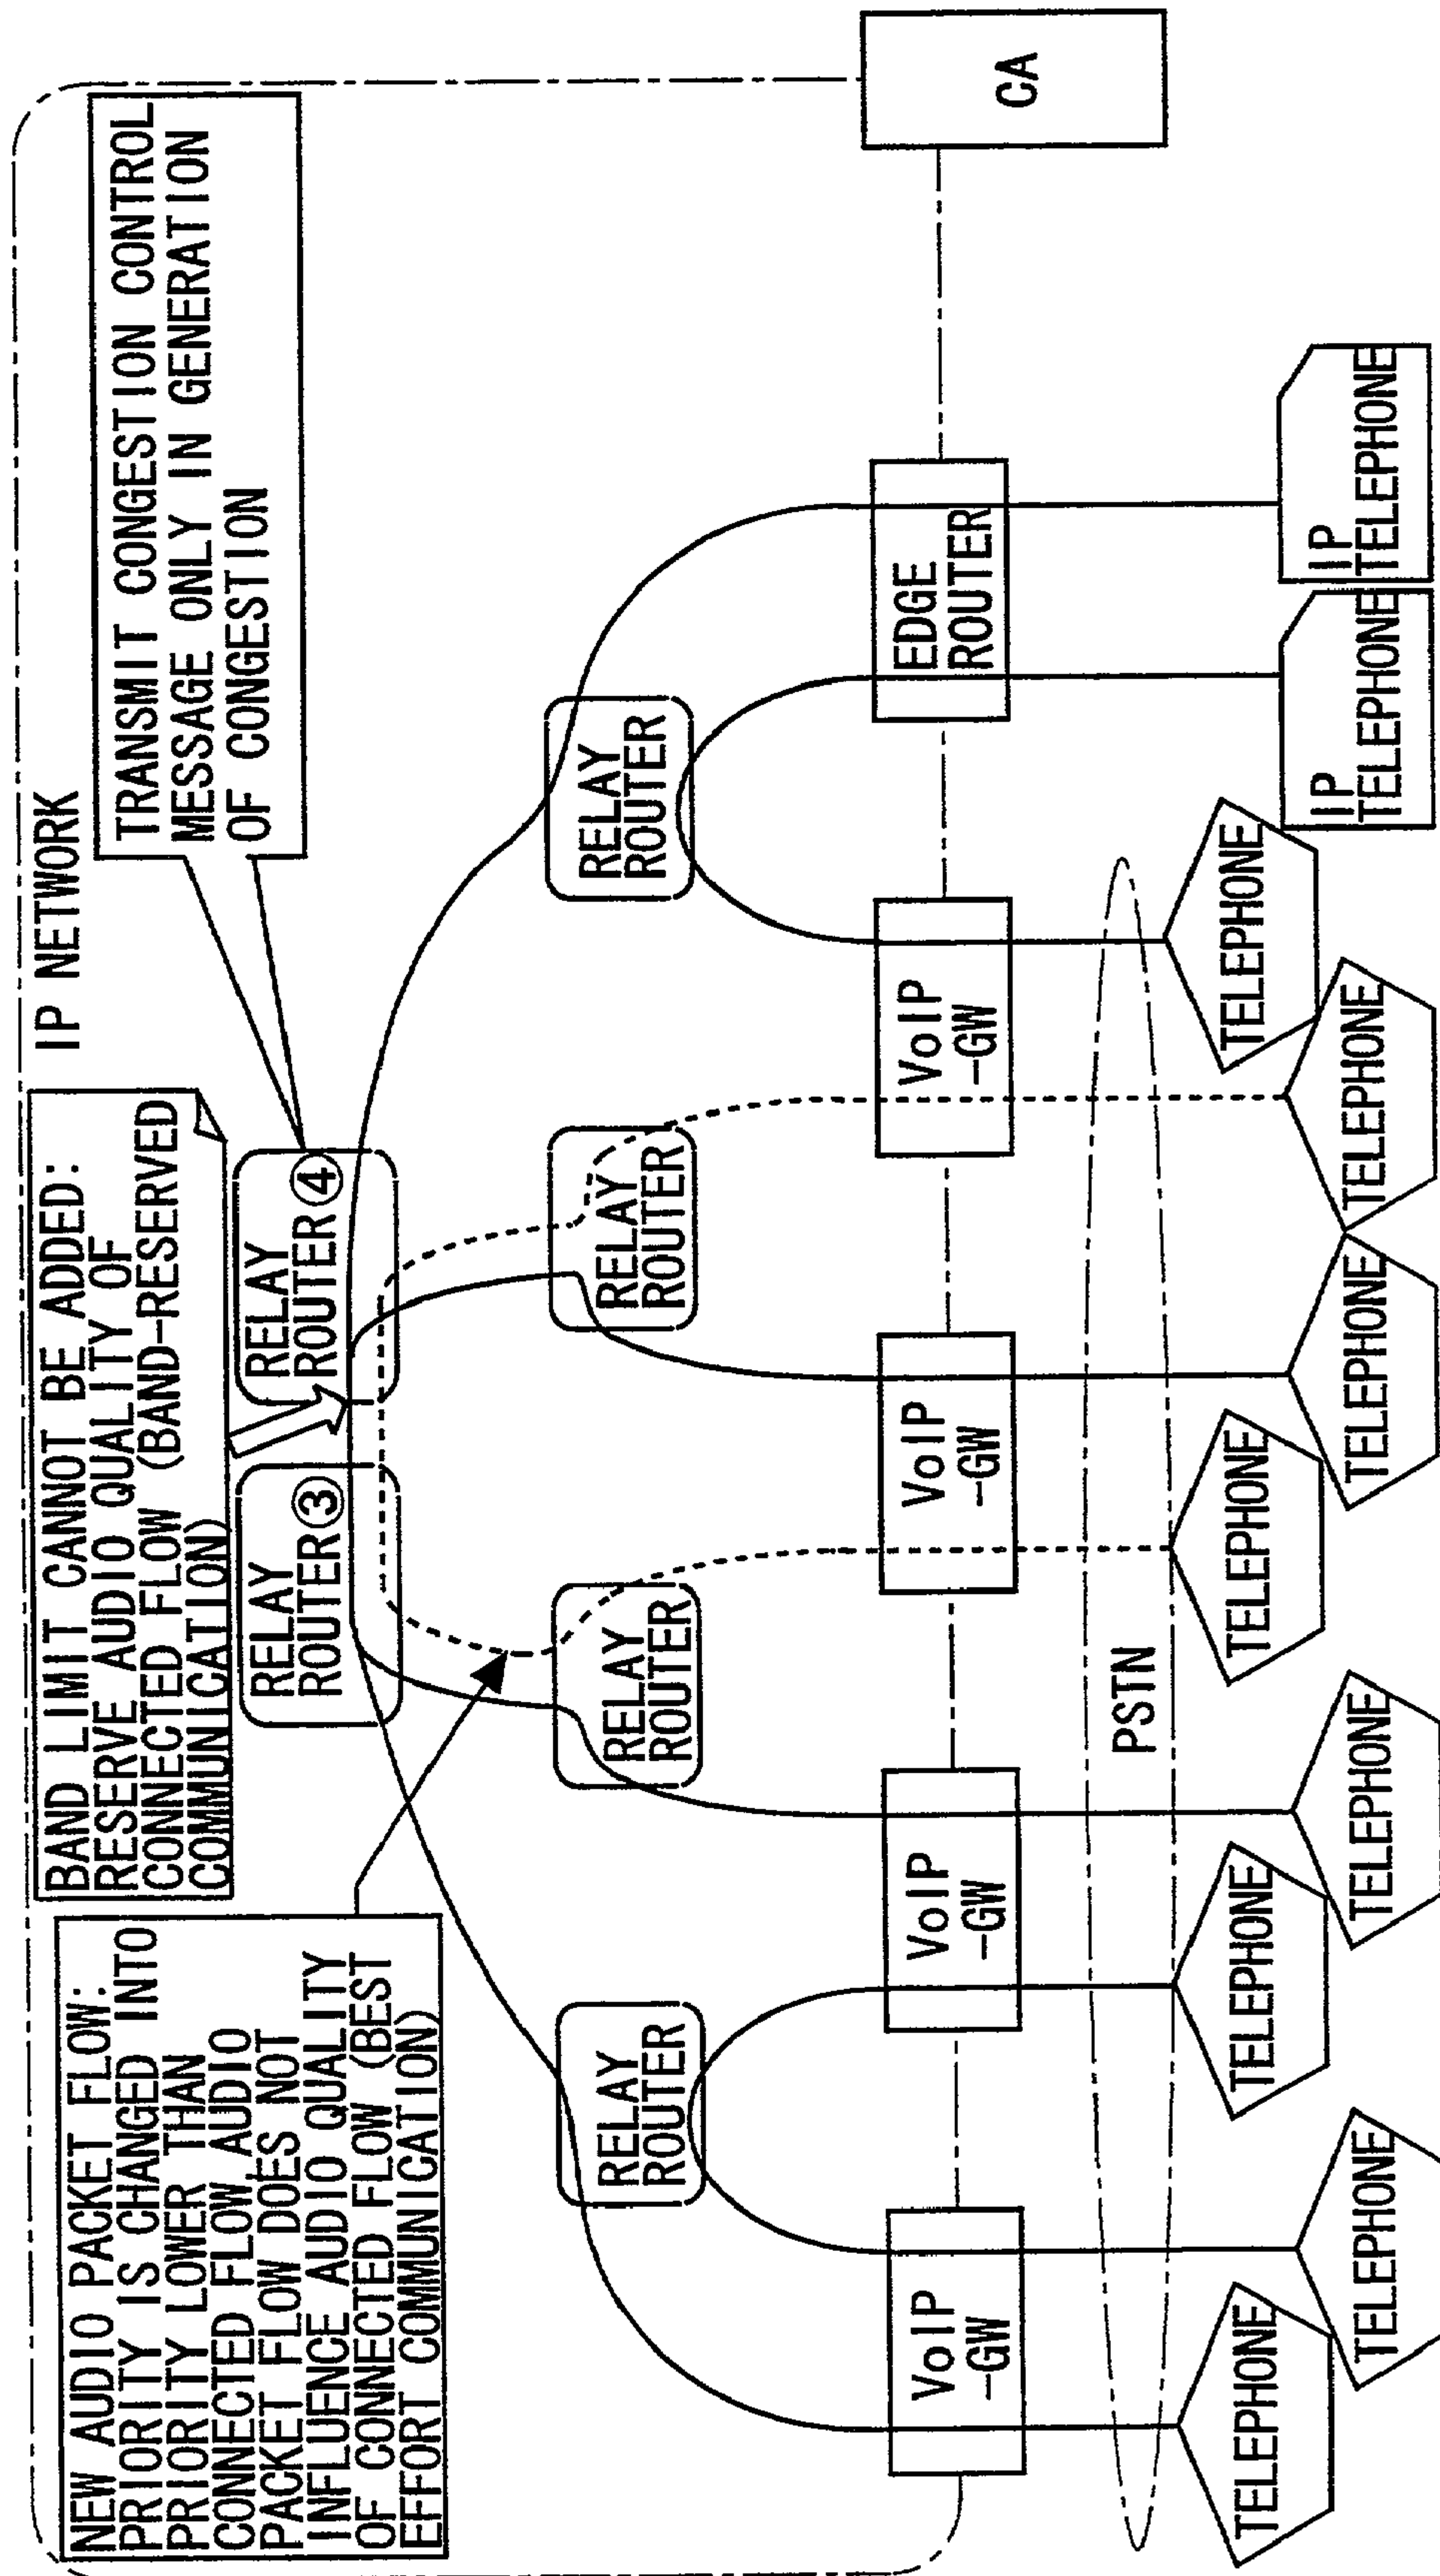 IP NETWORK
NEW AUDIO PACKET FLOW:
PRIORITY IS CHANGED INTO
PRIORITY LOWER THAN
CONNECTED FLOW, AUDIO
PACKET FLOW DOES NOT
INFLUENCE AUDIO QUALITY
OF CONNECTED FLOW (BEST
EFFORT COMMUNICATION)
BAND LIMIT CANNOT BE ADDED:
RESERVE AUDIO QUALITY OF
CONNECTED FLOW (BAND-RESERVED
COMMUNICATION)
TRANSMIT CONGESTION CONTROL
MESSAGE ONLY IN GENERATION
OF CONGESTION
RELAY
ROUTER③
RELAY
ROUTER④
RELAY
ROUTER
RELAY
ROUTER
RELAY
ROUTER
RELAY
ROUTER
VoIP
-GW
VoIP
-GW
VoIP
-GW
VoIP
-GW
EDGE
ROUTER
CA
PSTN
TELEPHONE
TELEPHONE
TELEPHONE
TELEPHONE
TELEPHONE
TELEPHONE
TELEPHONE
TELEPHONE
IP
TELEPHONE
IP
TELEPHONE